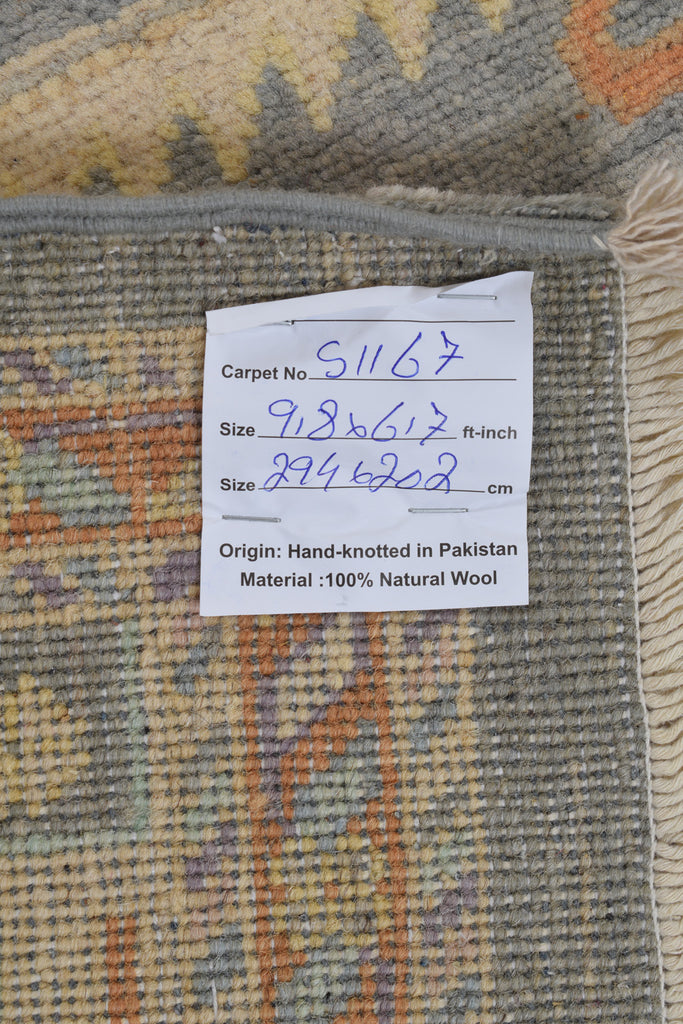 Carpet No S1167
Size 9,8x6,7 ft-inch
Size 294x202 cm
Origin: Hand-knotted in Pakistan
Material :100% Natural Wool